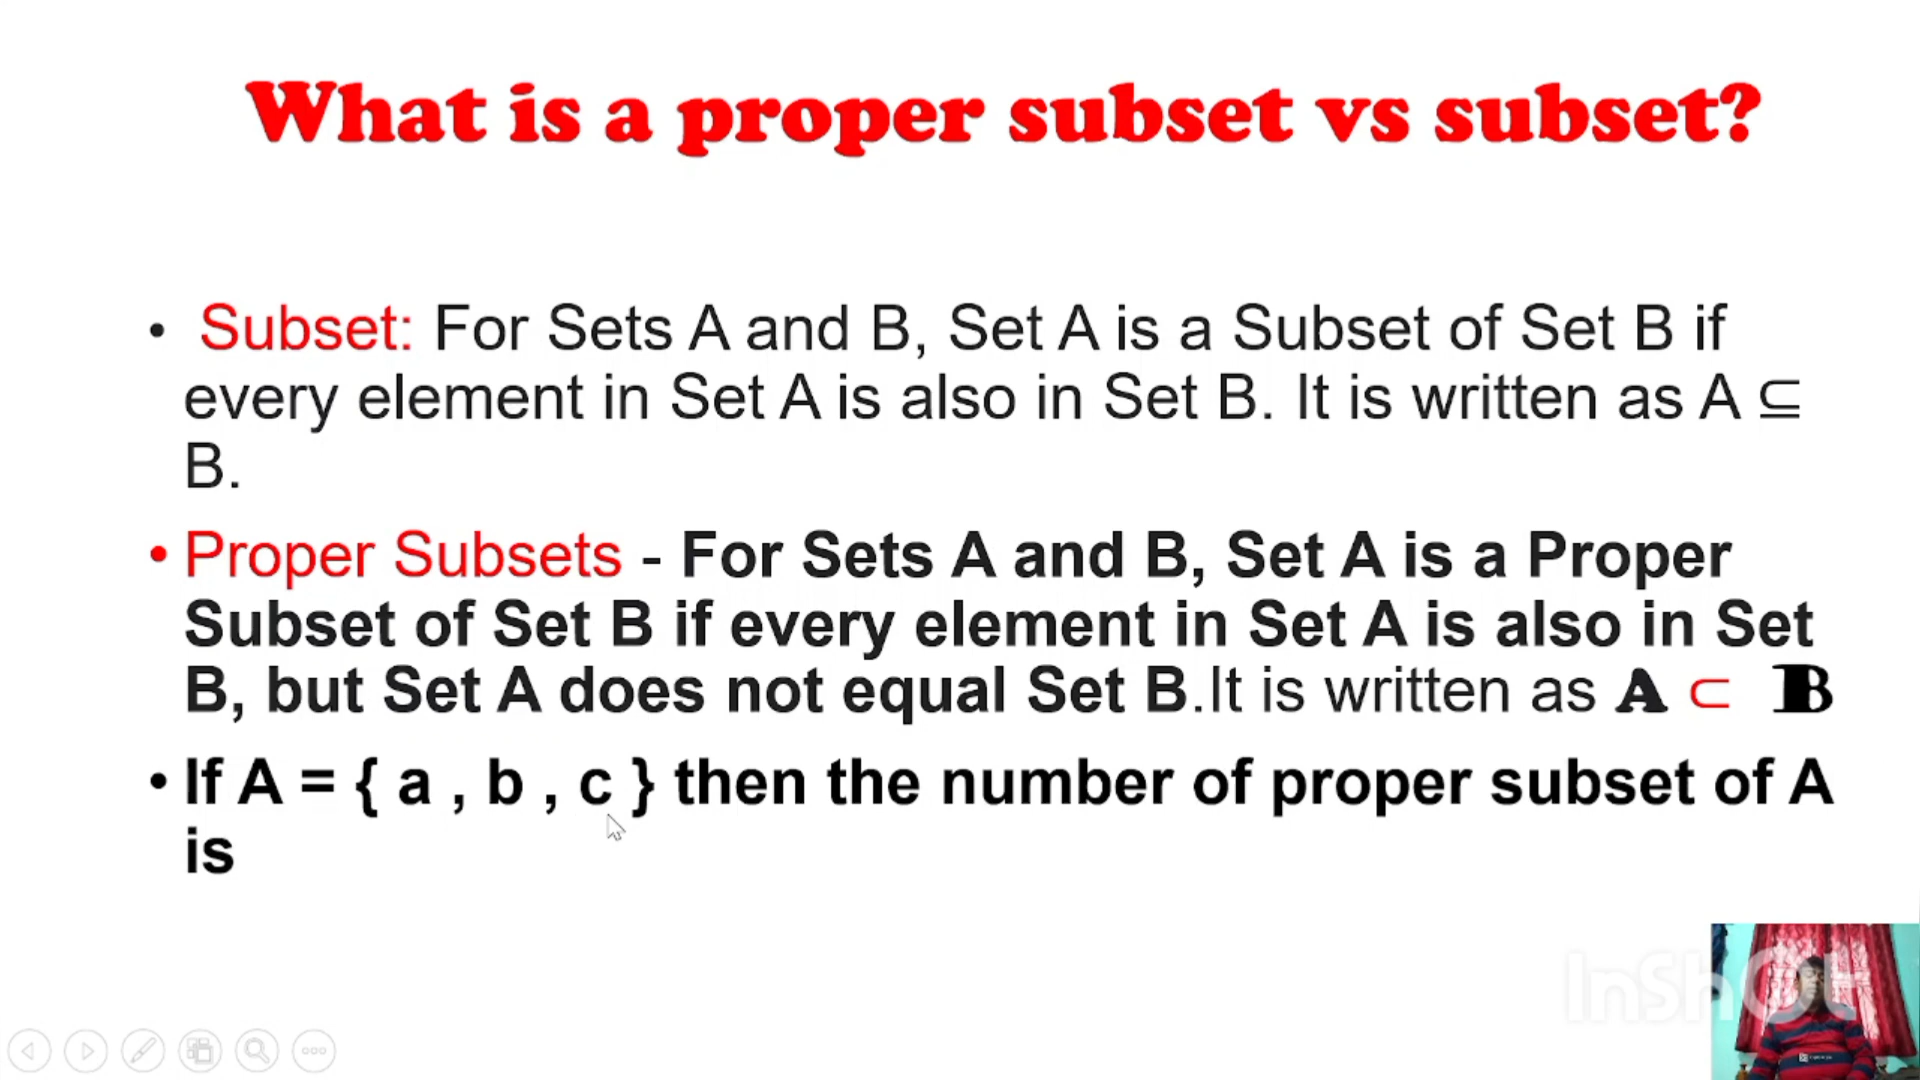 What is a proper subset vs subset?
• Subset: For Sets A and B, Set A is a Subset of Set B if
every element in Set A is also in Set B. It is written as A ⊆
B.
• Proper Subsets - For Sets A and B, Set A is a Proper
Subset of Set B if every element in Set A is also in Set
B, but Set A does not equal Set B.It is written as A ⊂ B
• If A = { a , b , c } then the number of proper subset of A
is
InShOt